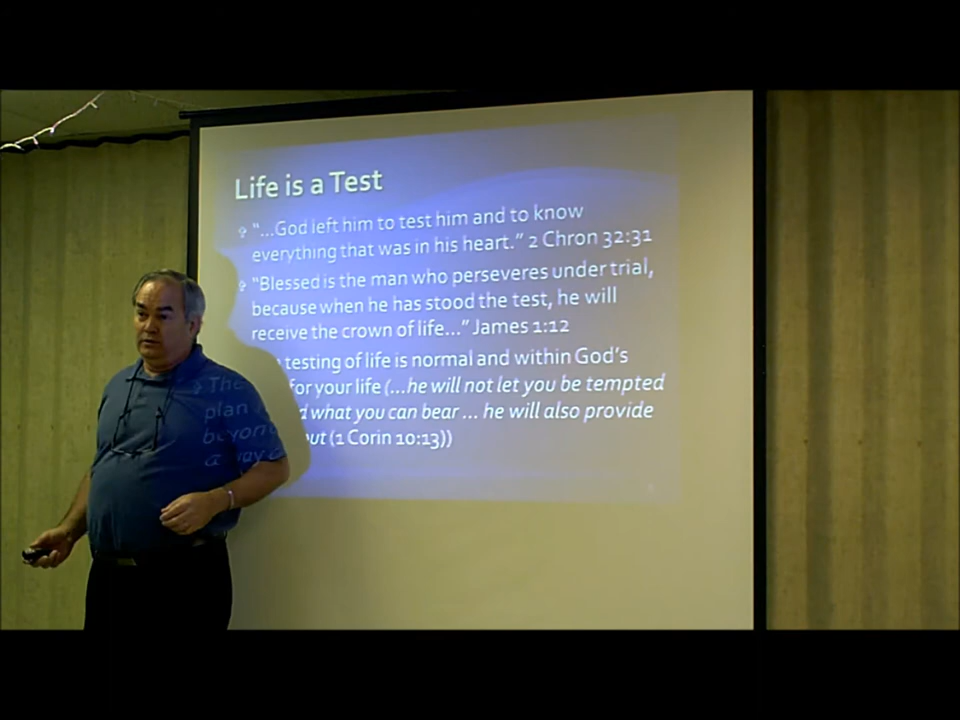 Life is a Test
“...God left him to test him and to know
everything that was in his heart.” 2 Chron 32:31
“Blessed is the man who perseveres under trial,
because when he has stood the test, he will
receive the crown of life...” James 1:12
The testing of life is normal and within God’s
plan for your life (...he will not let you be tempted
beyond what you can bear ... he will also provide
a way out (1 Corin 10:13))